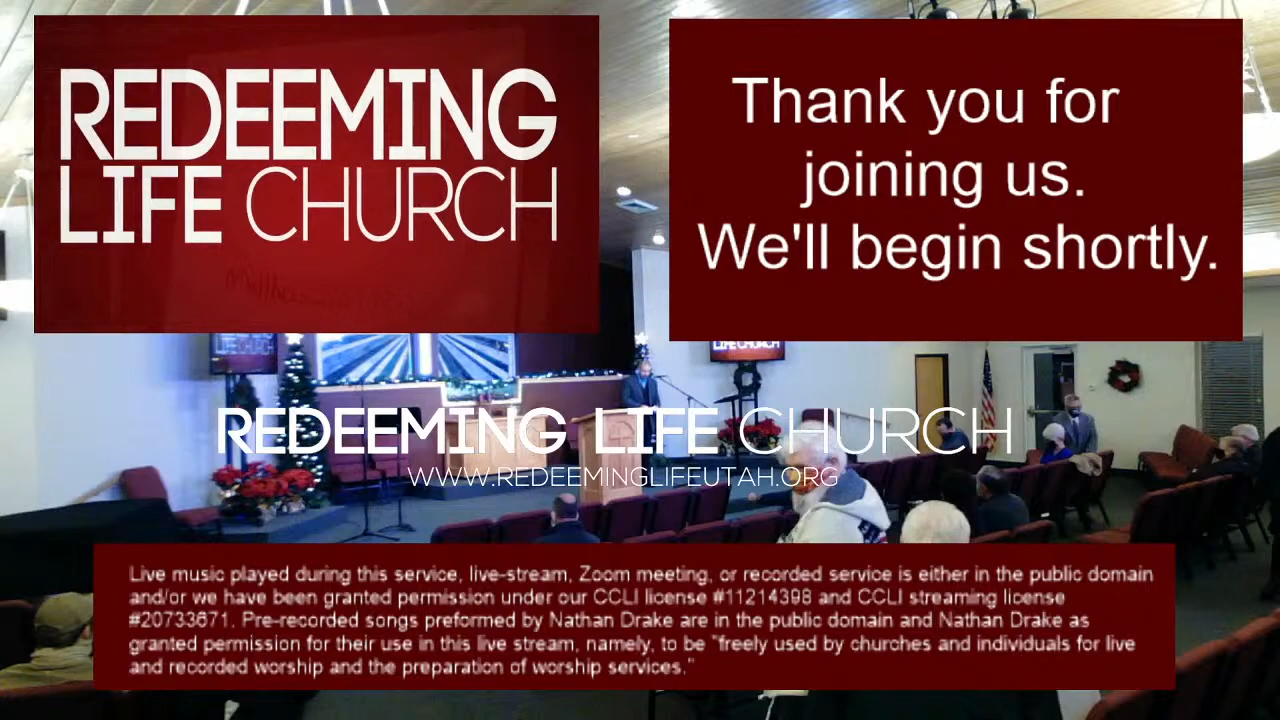 REDEEMING
LIFE CHURCH
Thank you for
joining us.
We'll begin shortly.
LIFE CHURCH
LIFE CHURCH
REDEEMING LIFE CHURCH
WWW.REDEEMINGLIFEUTAH.ORG
Live music played during this service, live-stream, Zoom meeting, or recorded service is either in the public domain
and/or we have been granted permission under our CCLI license #11214398 and CCLI streaming license
#20733671. Pre-recorded songs preformed by Nathan Drake are in the public domain and Nathan Drake as
granted permission for their use in this live stream, namely, to be "freely used by churches and individuals for live
and recorded worship and the preparation of worship services."